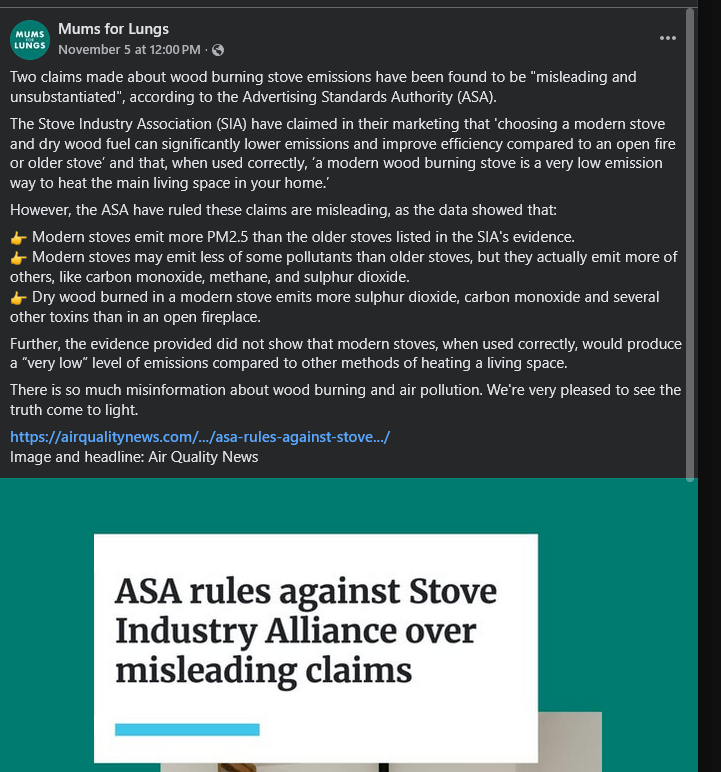 MUMS
FOR
LUNGS
Mums for Lungs
November 5 at 12:00 PM ·
Two claims made about wood burning stove emissions have been found to be "misleading and
unsubstantiated", according to the Advertising Standards Authority (ASA).
The Stove Industry Association (SIA) have claimed in their marketing that 'choosing a modern stove
and dry wood fuel can significantly lower emissions and improve efficiency compared to an open fire
or older stove’ and that, when used correctly, ‘a modern wood burning stove is a very low emission
way to heat the main living space in your home.’
However, the ASA have ruled these claims are misleading, as the data showed that:
👉 Modern stoves emit more PM2.5 than the older stoves listed in the SIA's evidence.
👉 Modern stoves may emit less of some pollutants than older stoves, but they actually emit more of
others, like carbon monoxide, methane, and sulphur dioxide.
👉 Dry wood burned in a modern stove emits more sulphur dioxide, carbon monoxide and several
other toxins than in an open fireplace.
Further, the evidence provided did not show that modern stoves, when used correctly, would produce
a “very low” level of emissions compared to other methods of heating a living space.
There is so much misinformation about wood burning and air pollution. We're very pleased to see the
truth come to light.
https://airqualitynews.com/.../asa-rules-against-stove.../
Image and headline: Air Quality News
ASA rules against Stove
Industry Alliance over
misleading claims